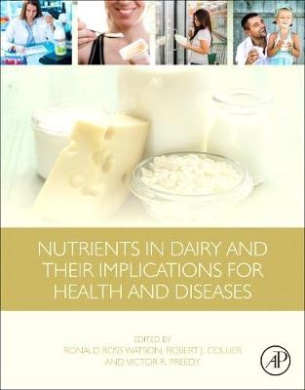 NUTRIENTS IN DAIRY AND
THEIR IMPLICATIONS FOR
HEALTH AND DISEASES
EDITED BY
RONALD ROSS WATSON, ROBERT J. COLLIER,
AND VICTOR R. PREEDY
AP